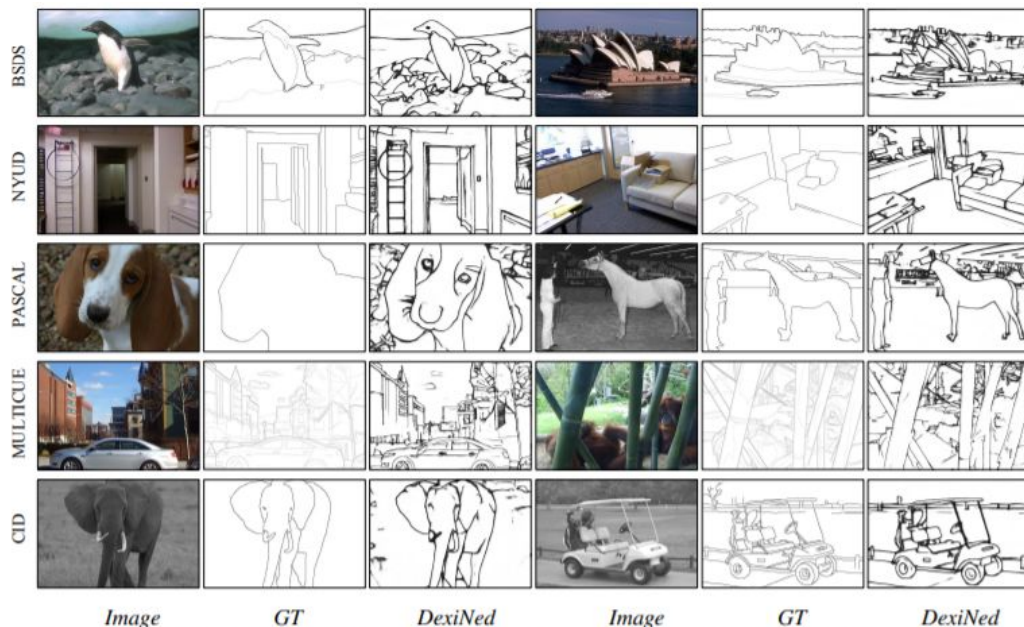 BSDS
NYUD
PASCAL
MULTICUE
CID
Image GT DexiNed Image GT DexiNed